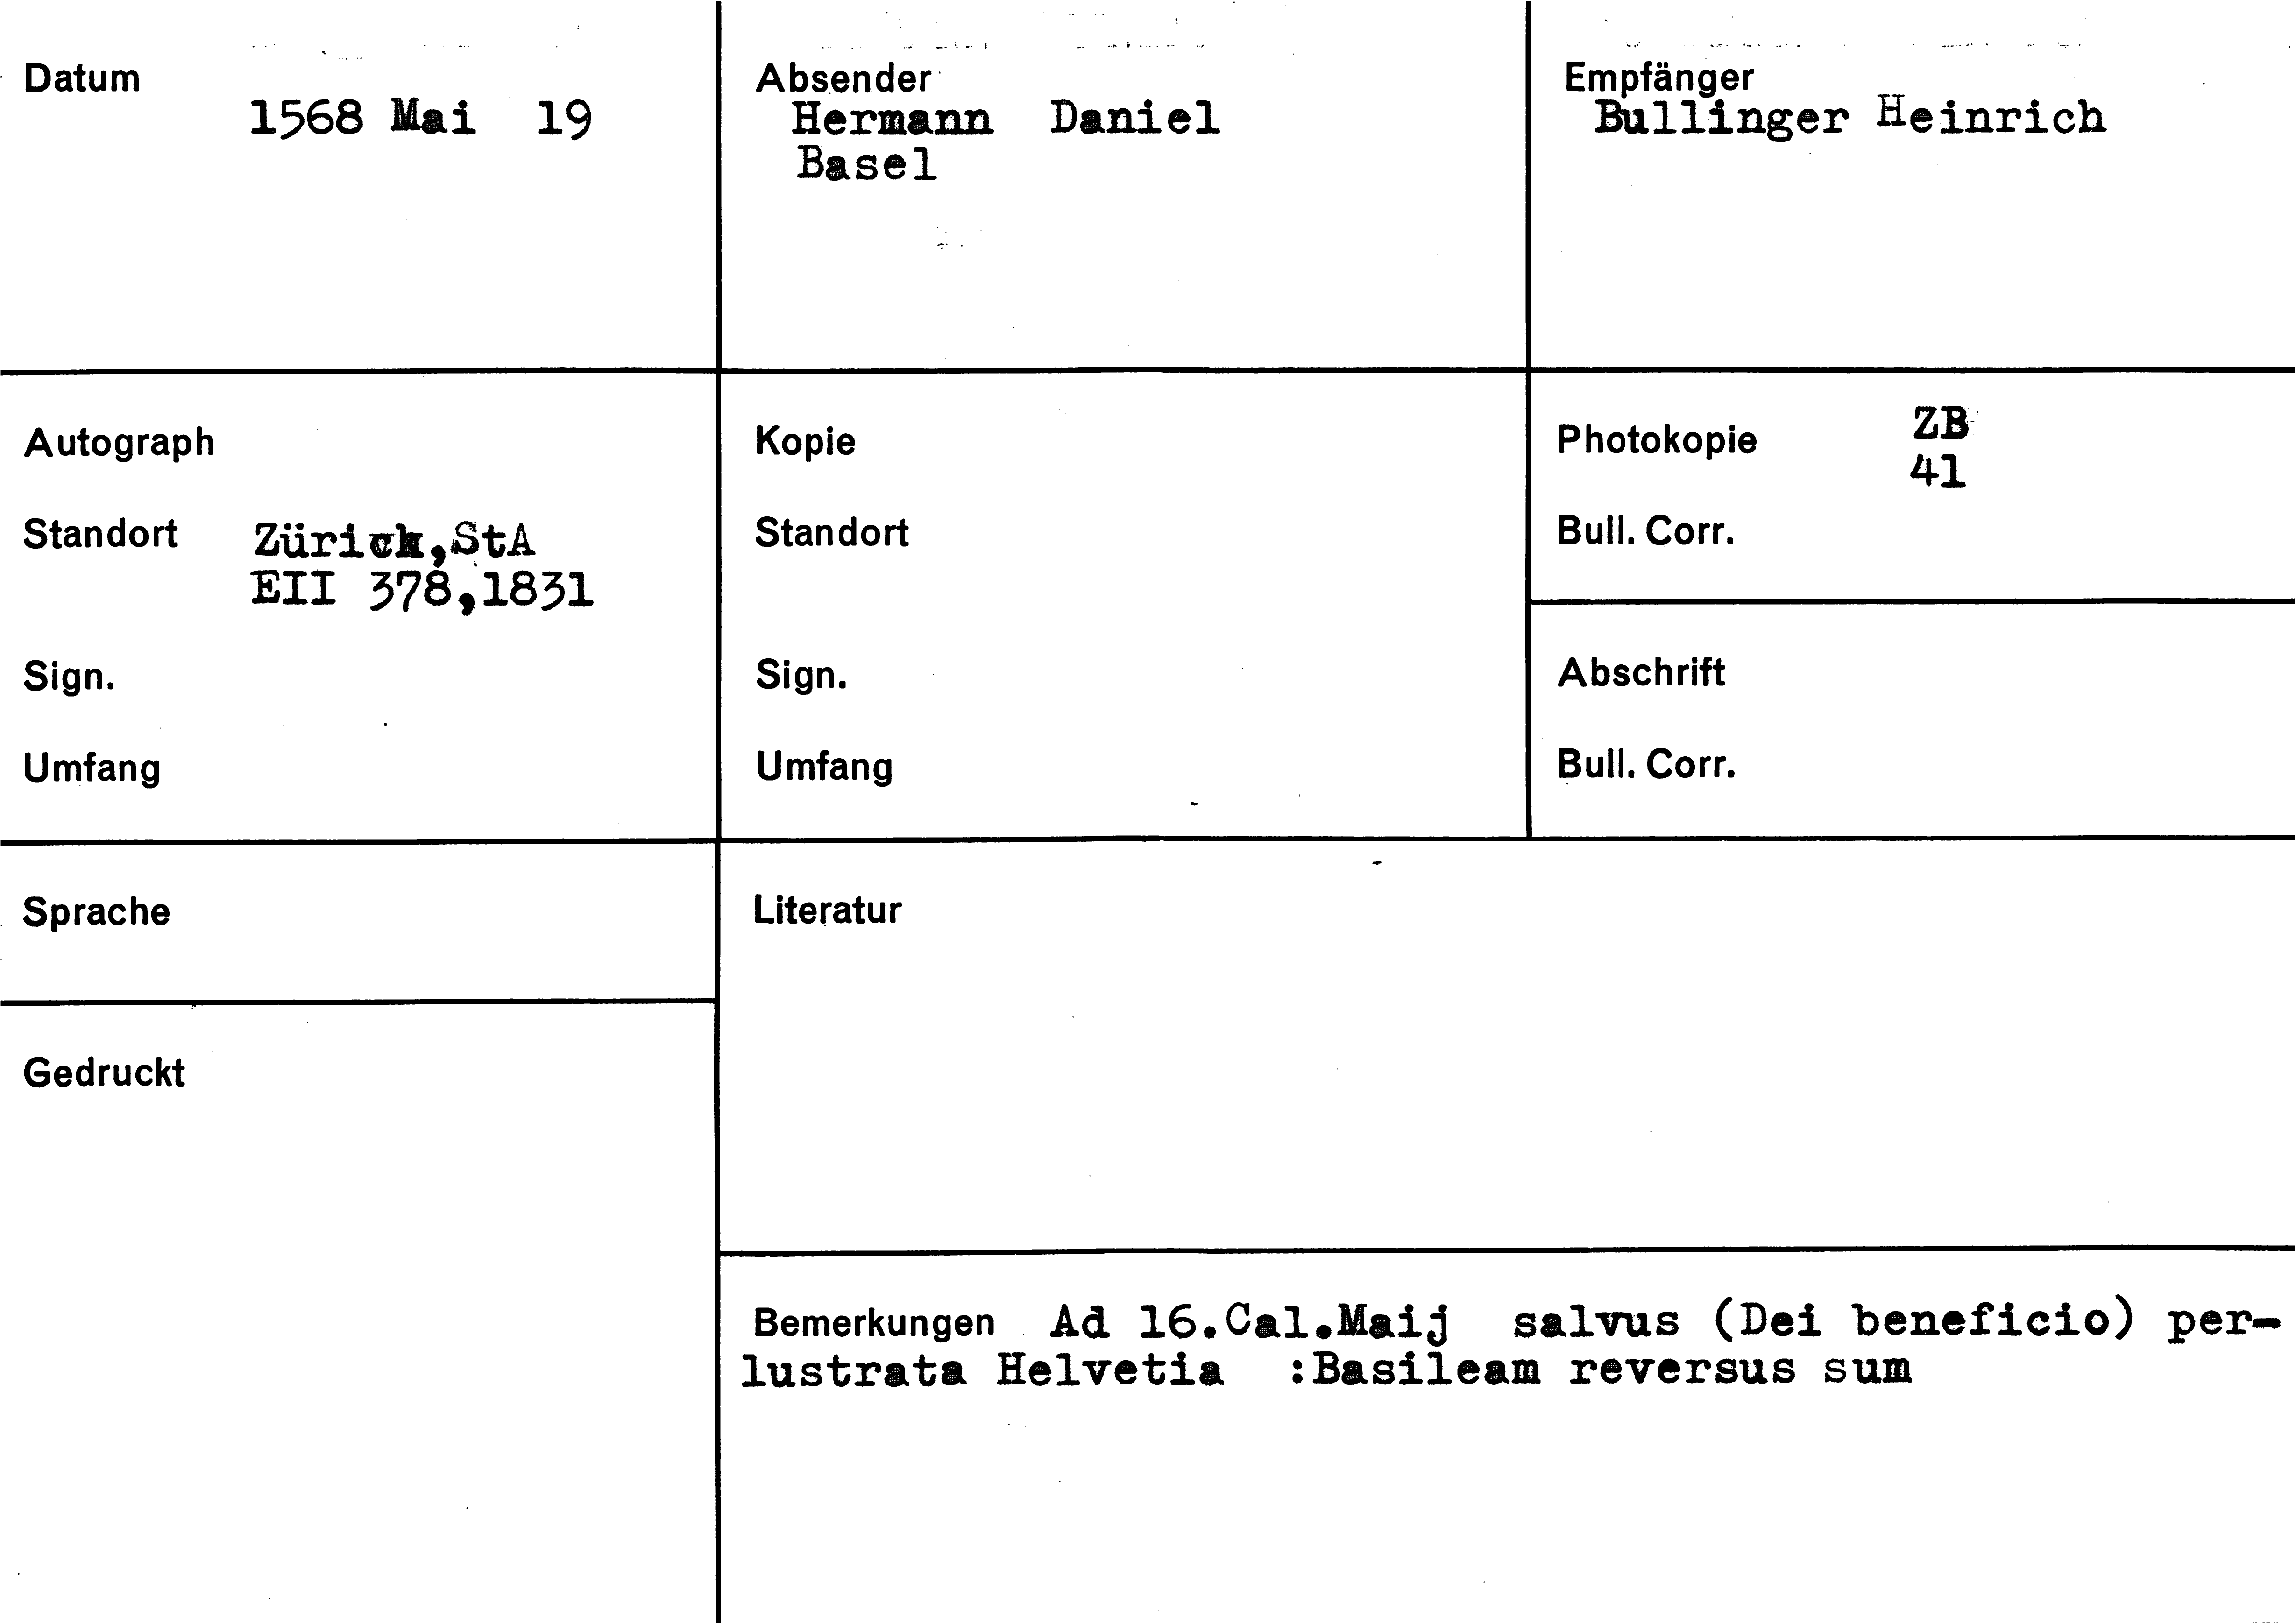 Datum
1568 Mai 19
Absender
Hermann Daniel
Basel
Empfänger
Bullinger Heinrich
Autograph
Standort Zürich,StA
EII 378,1831
Sign.
Umfang
Kopie
Standort
Sign.
Umfang
Photokopie ZB
41
Bull. Corr.
Abschrift
Bull. Corr.
Sprache
Gedruckt
Literatur
Bemerkungen Ad 16.Cal.Maij salvus (Dei beneficio) per-
lustrata Helvetia :Basileam reversus sum